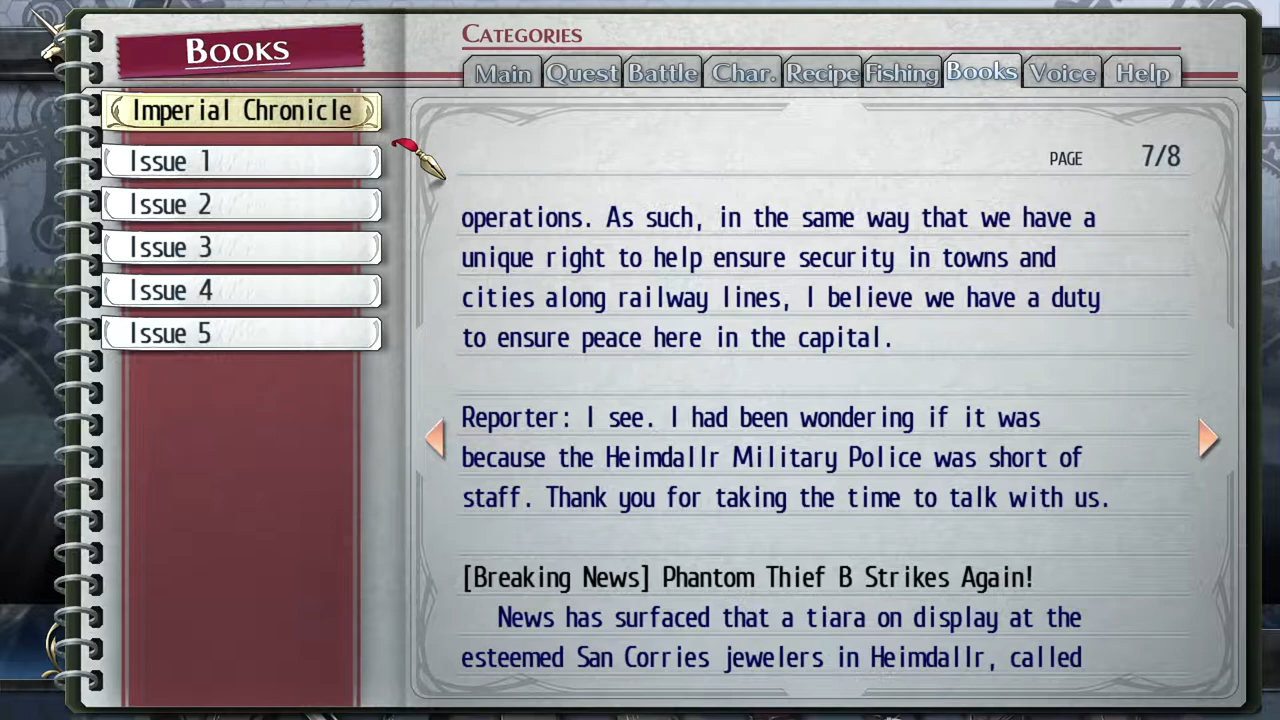 Books
Categories
Main
Quest
Battle
Char.
Recipe
Fishing
Books
Voice
Help
Imperial Chronicle
Issue 1
Issue 2
Issue 3
Issue 4
Issue 5
PAGE 7/8
operations. As such, in the same way that we have a
unique right to help ensure security in towns and
cities along railway lines, I believe we have a duty
to ensure peace here in the capital.
Reporter: I see. I had been wondering if it was
because the Heimdallr Military Police was short of
staff. Thank you for taking the time to talk with us.
[Breaking News] Phantom Thief B Strikes Again!
News has surfaced that a tiara on display at the
esteemed San Corries jewelers in Heimdallr, called